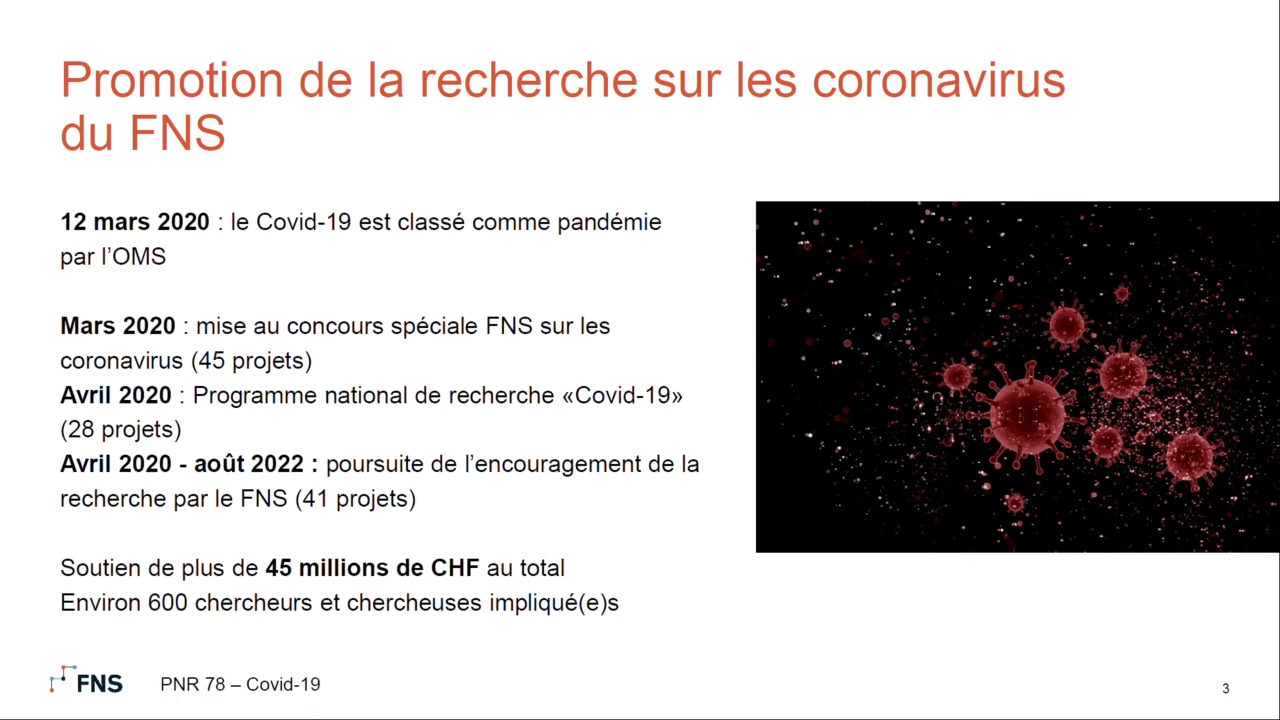 Promotion de la recherche sur les coronavirus
du FNS
12 mars 2020 : le Covid-19 est classé comme pandémie
par l’OMS
Mars 2020 : mise au concours spéciale FNS sur les
coronavirus (45 projets)
Avril 2020 : Programme national de recherche «Covid-19»
(28 projets)
Avril 2020 - août 2022 : poursuite de l’encouragement de la
recherche par le FNS (41 projets)
Soutien de plus de 45 millions de CHF au total
Environ 600 chercheurs et chercheuses impliqué(e)s
FNS
PNR 78 – Covid-19
3